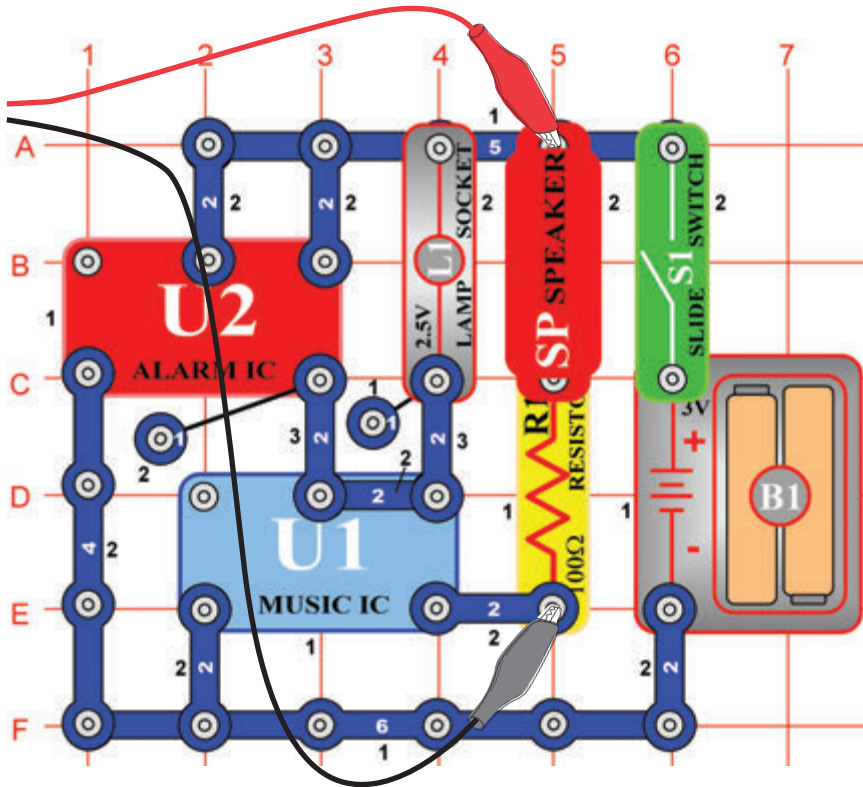 1 2 3 4 5 6 7
1
A
5
2 2 2 2 2 2 2
SP SPEAKER
S1
SLIDE SWITCH
B
L1
2.5V
LAMP SOCKET
1
U2
ALARM IC
C
1 1
2
3 2 2 3
2
2
R1
RESISTOR
100Ω
1
1
3V
+
-
B1
D
4 2
U1
MUSIC IC
E
2
2
1
2 2
2 2
F
6
1